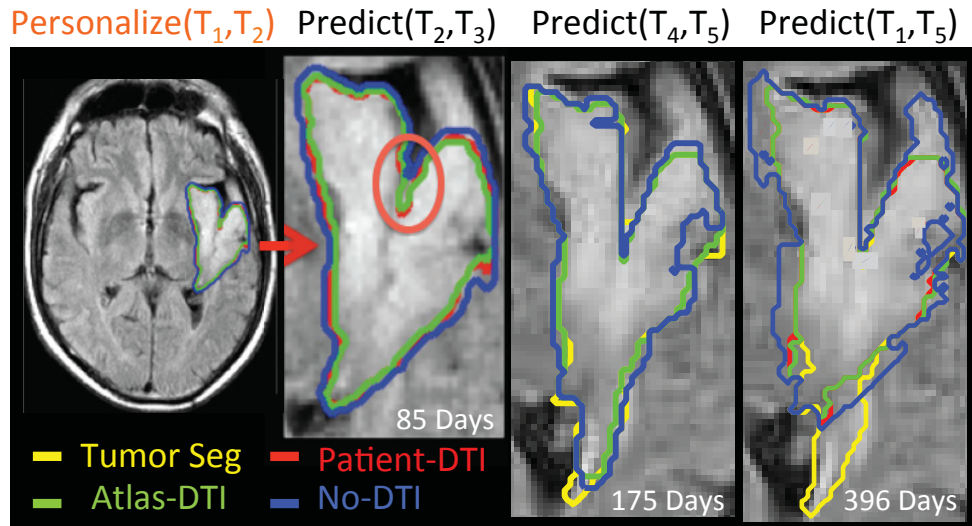 Personalize(T₁,T₂) Predict(T₂,T₃) Predict(T₄,T₅) Predict(T₁,T₅)
85 Days
Tumor Seg Patient-DTI
Atlas-DTI No-DTI
175 Days 396 Days